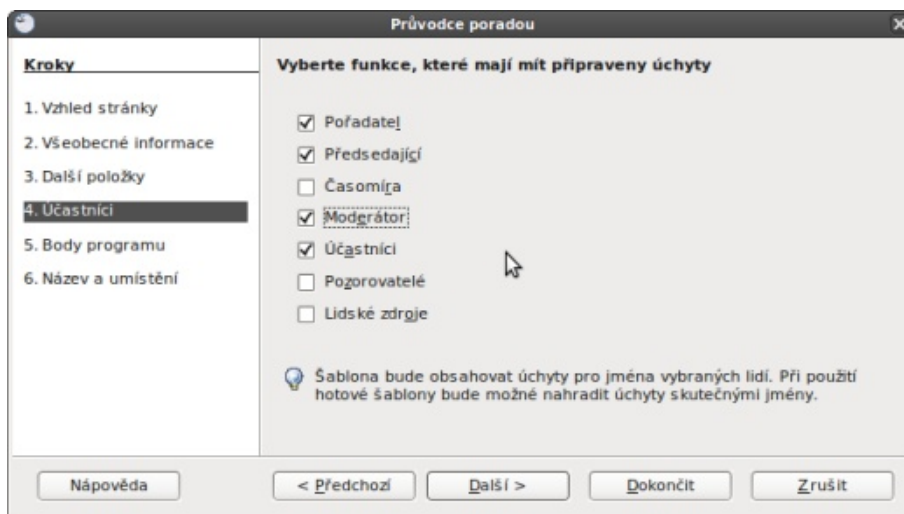 Průvodce poradou
Kroky
1. Vzhled stránky
2. Všeobecné informace
3. Další položky
4. Účastníci
5. Body programu
6. Název a umístění
Vyberte funkce, které mají mít připraveny úchyty
Pořadatel
Předsedající
Časomíra
Moderátor
Účastníci
Pozorovatelé
Lidské zdroje
Šablona bude obsahovat úchyty pro jména vybraných lidí. Při použití
hotové šablony bude možné nahradit úchyty skutečnými jmény.
Nápověda
< Předchozí
Další >
Dokončit
Zrušit